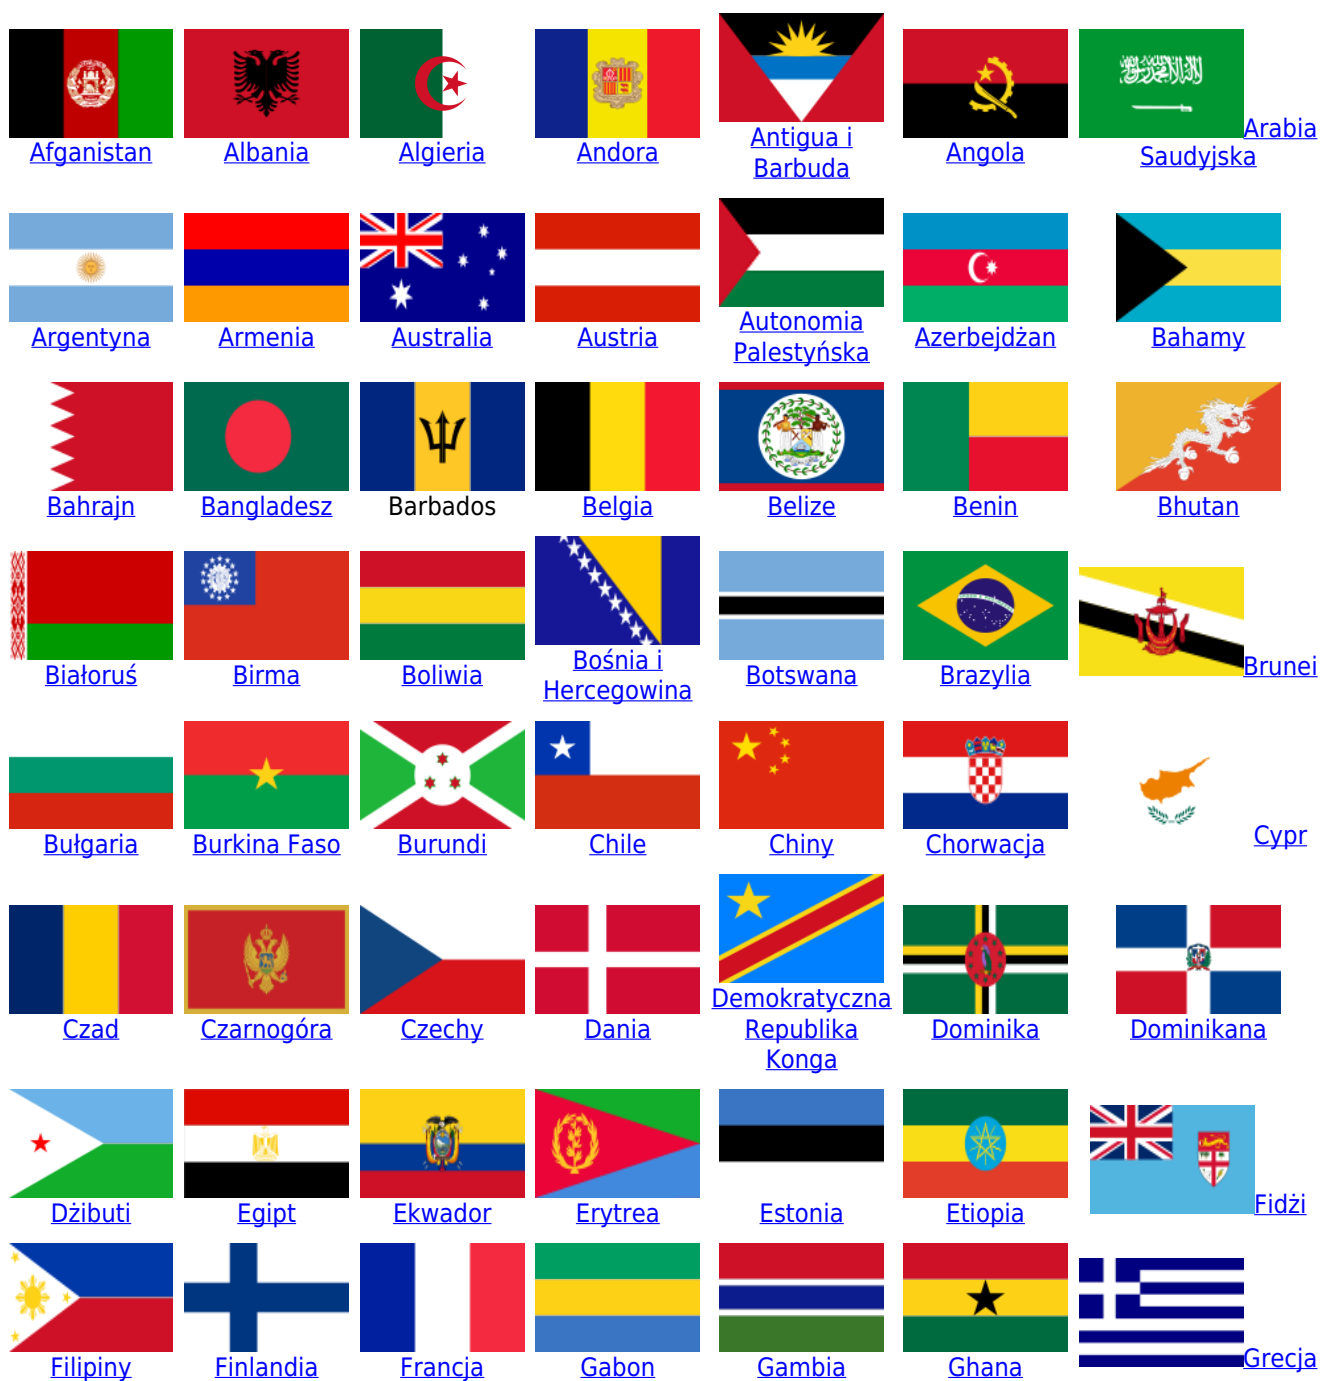 Afganistan
Albania
Algieria
Andora
Antigua i
Barbuda
Angola
Arabia
Saudyjska
Argentyna
Armenia
Australia
Austria
Autonomia
Palestyńska
Azerbejdżan
Bahamy
Bahrajn
Bangladesz
Barbados
Belgia
Belize
Benin
Bhutan
Białoruś
Birma
Boliwia
Bośnia i
Hercegowina
Botswana
Brazylia
Brunei
Bułgaria
Burkina Faso
Burundi
Chile
Chiny
Chorwacja
Cypr
Czad
Czarnogóra
Czechy
Dania
Demokratyczna
Republika
Konga
Dominika
Dominikana
Dżibuti
Egipt
Ekwador
Erytrea
Estonia
Etiopia
Fidżi
Filipiny
Finlandia
Francja
Gabon
Gambia
Ghana
Grecja